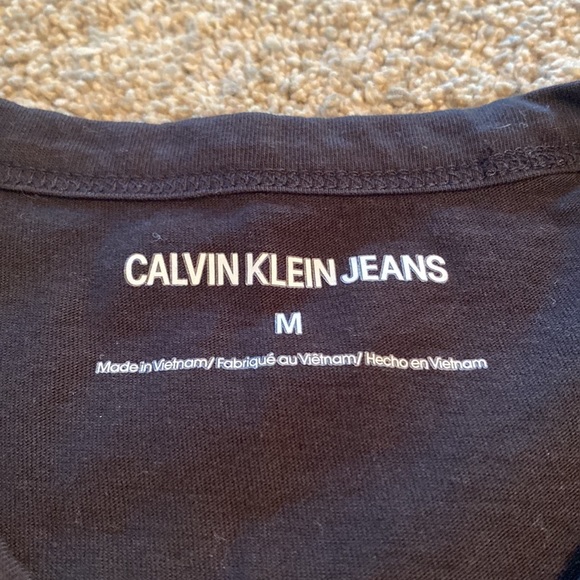 CALVIN KLEIN JEANS
M
Made in Vietnam/ Fabriqué au Viêtnam/ Hecho en Vietnam